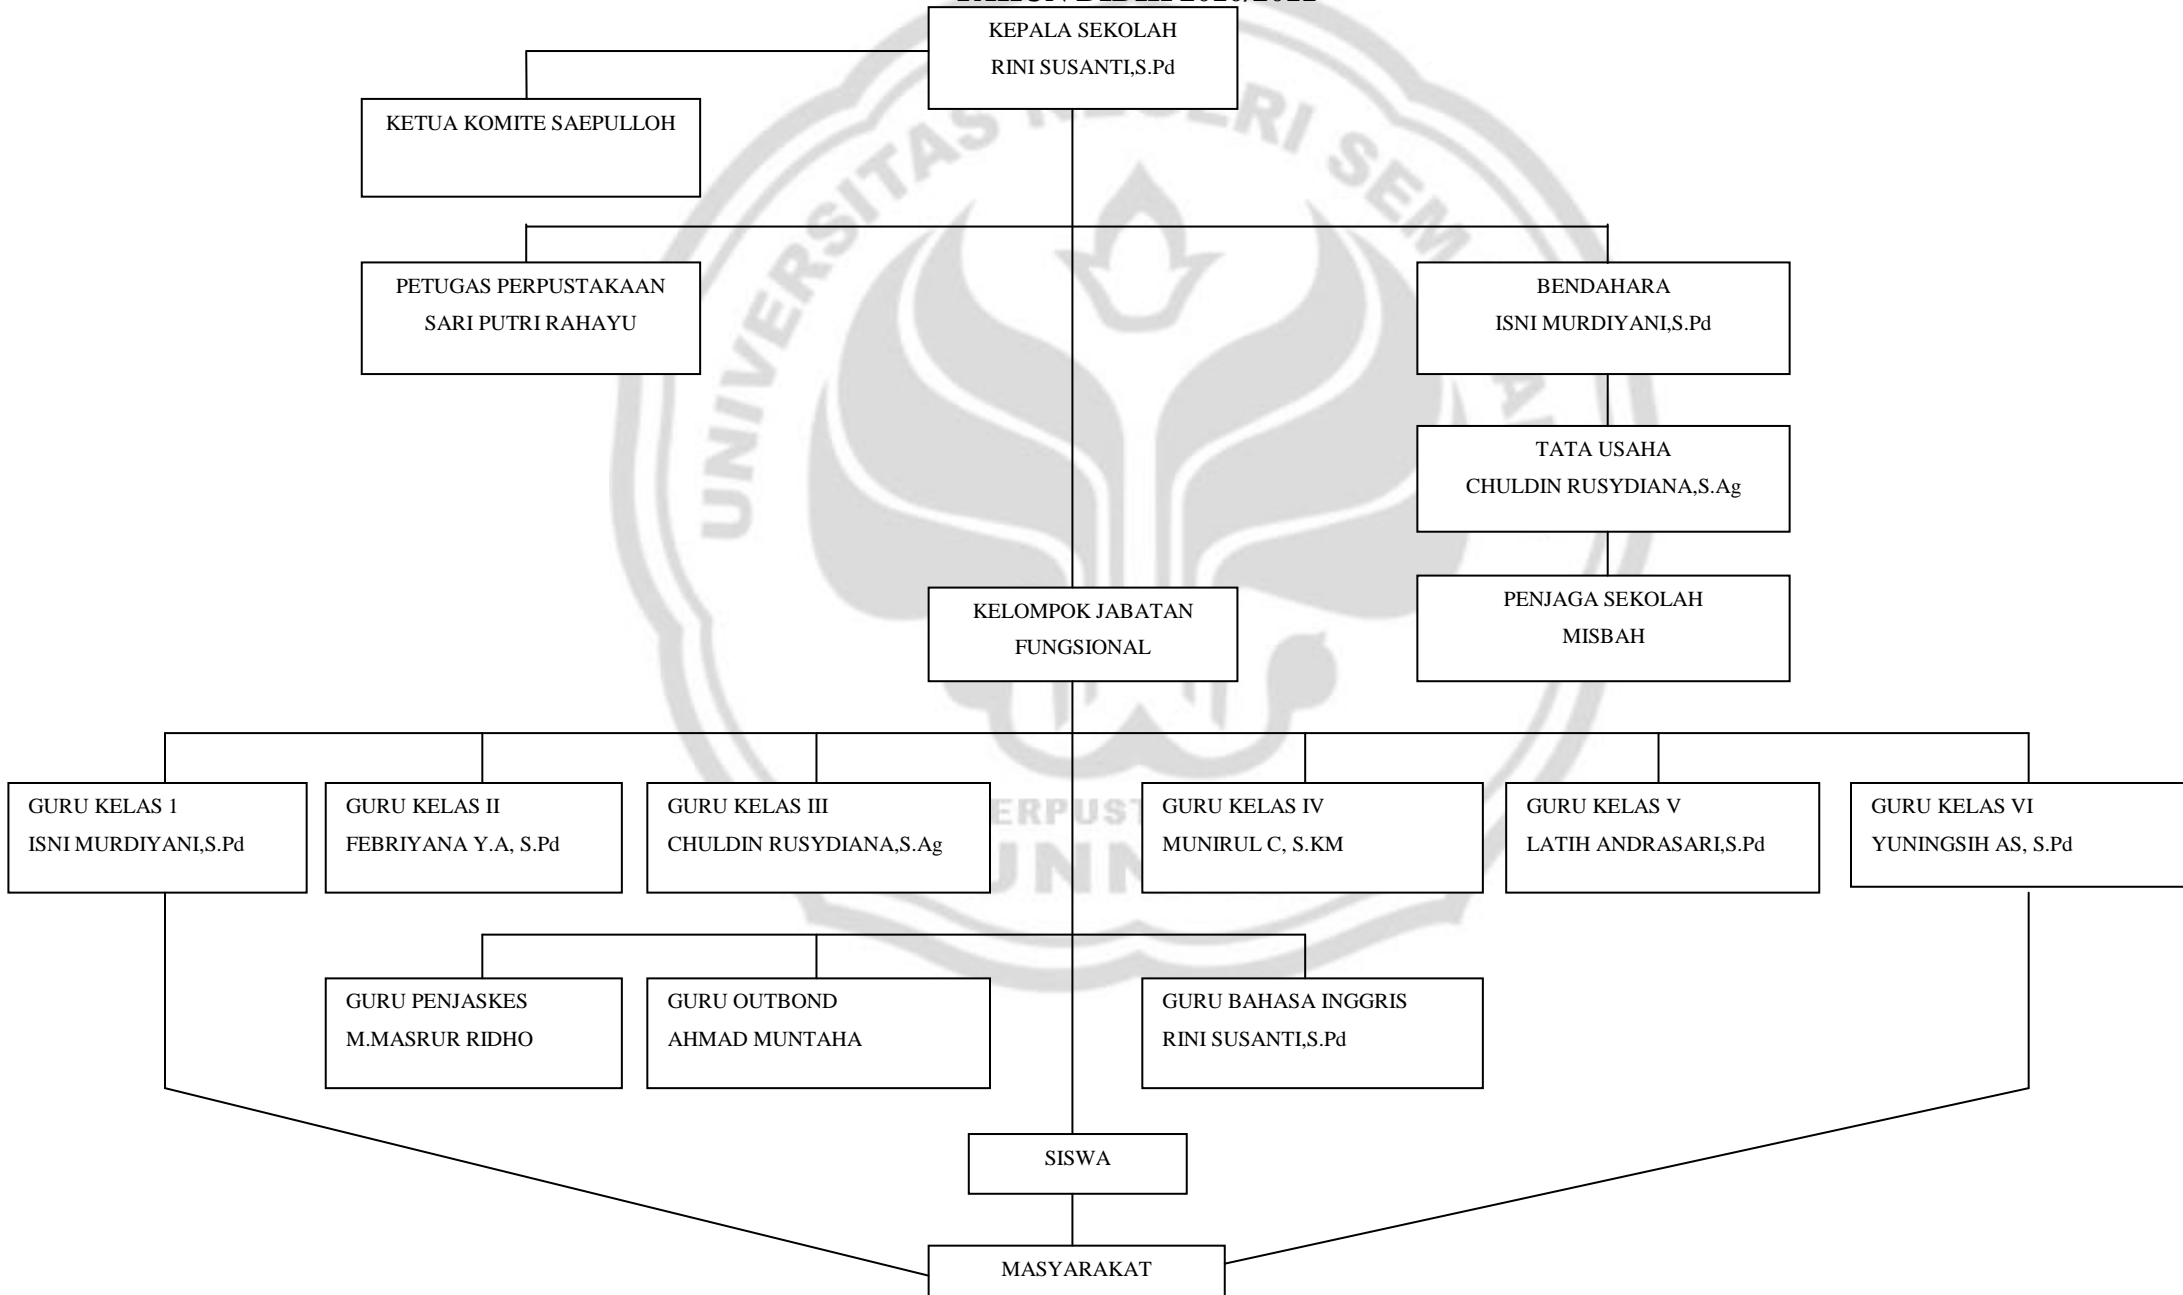 KEPALA SEKOLAH
RINI SUSANTI,S.Pd
KETUA KOMITE SAEPULLOH
PETUGAS PERPUSTAKAAN
SARI PUTRI RAHAYU
BENDAHARA
ISNI MURDIYANI,S.Pd
TATA USAHA
CHULDIN RUSYDIANA,S.Ag
KELOMPOK JABATAN
FUNGSIONAL
PENJAGA SEKOLAH
MISBAH
GURU KELAS 1
ISNI MURDIYANI,S.Pd
GURU KELAS II
FEBRIYANA Y.A, S.Pd
GURU KELAS III
CHULDIN RUSYDIANA,S.Ag
GURU KELAS IV
MUNIRUL C, S.KM
GURU KELAS V
LATIH ANDRASARI,S.Pd
GURU KELAS VI
YUNINGSIH AS, S.Pd
GURU PENJASKES
M.MASRUR RIDHO
GURU OUTBOND
AHMAD MUNTAHA
GURU BAHASA INGGRIS
RINI SUSANTI,S.Pd
SISWA
MASYARAKAT